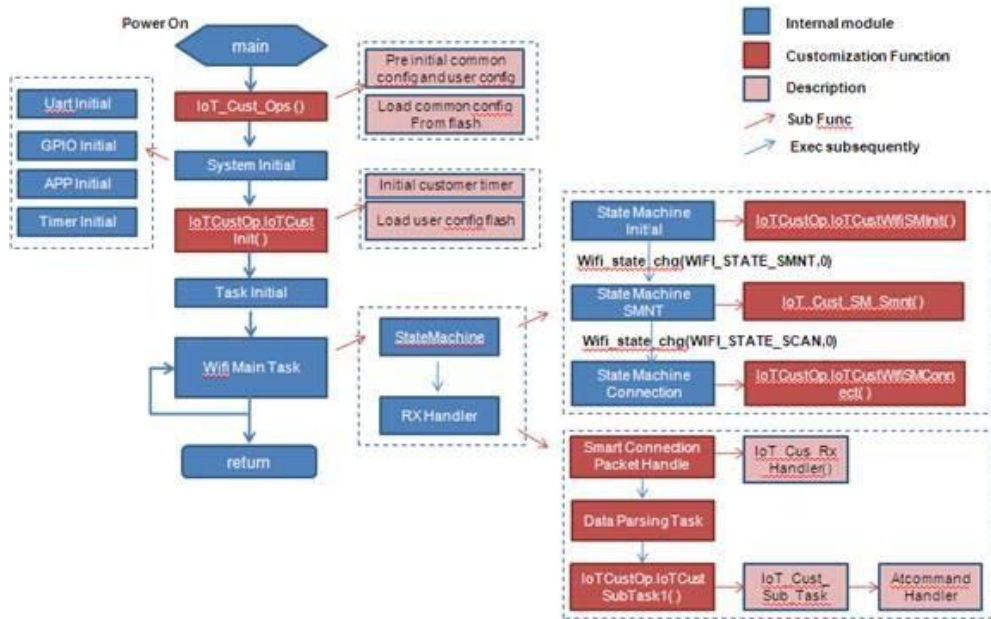 Power On
main
IoT_Cust_Ops ()
System Initial
IoTCustOp.IoTCust
Init( )
Task Initial
Wifi Main Task
return
Uart Initial
GPIO Initial
APP Initial
Timer Initial
Pre initial common
config and user config
Load common config
From flash
Initial customer timer
Load user config flash
StateMachine
RX Handler
Internal module
Customization Function
Description
Sub Func
Exec subsequently
State Machine
Initial
IoTCustOp.IoTCustWifiSMInit( )
Wifi_state_chg(WIFI_STATE_SMNT,0)
State Machine
SMNT
IoT_Cust_SM_Smnt( )
Wifi_state_chg(WIFI_STATE_SCAN,0)
State Machine
Connection
IoTCustOp.IoTCustWifiSMConn
ect( )
Smart Connection
Packet Handle
IoT_Cus_Rx
_Handler()
Data Parsing Task
IoTCustOp.IoTCust
SubTask1( )
IoT_Cust_
Sub_Task
Atcommand
Handler